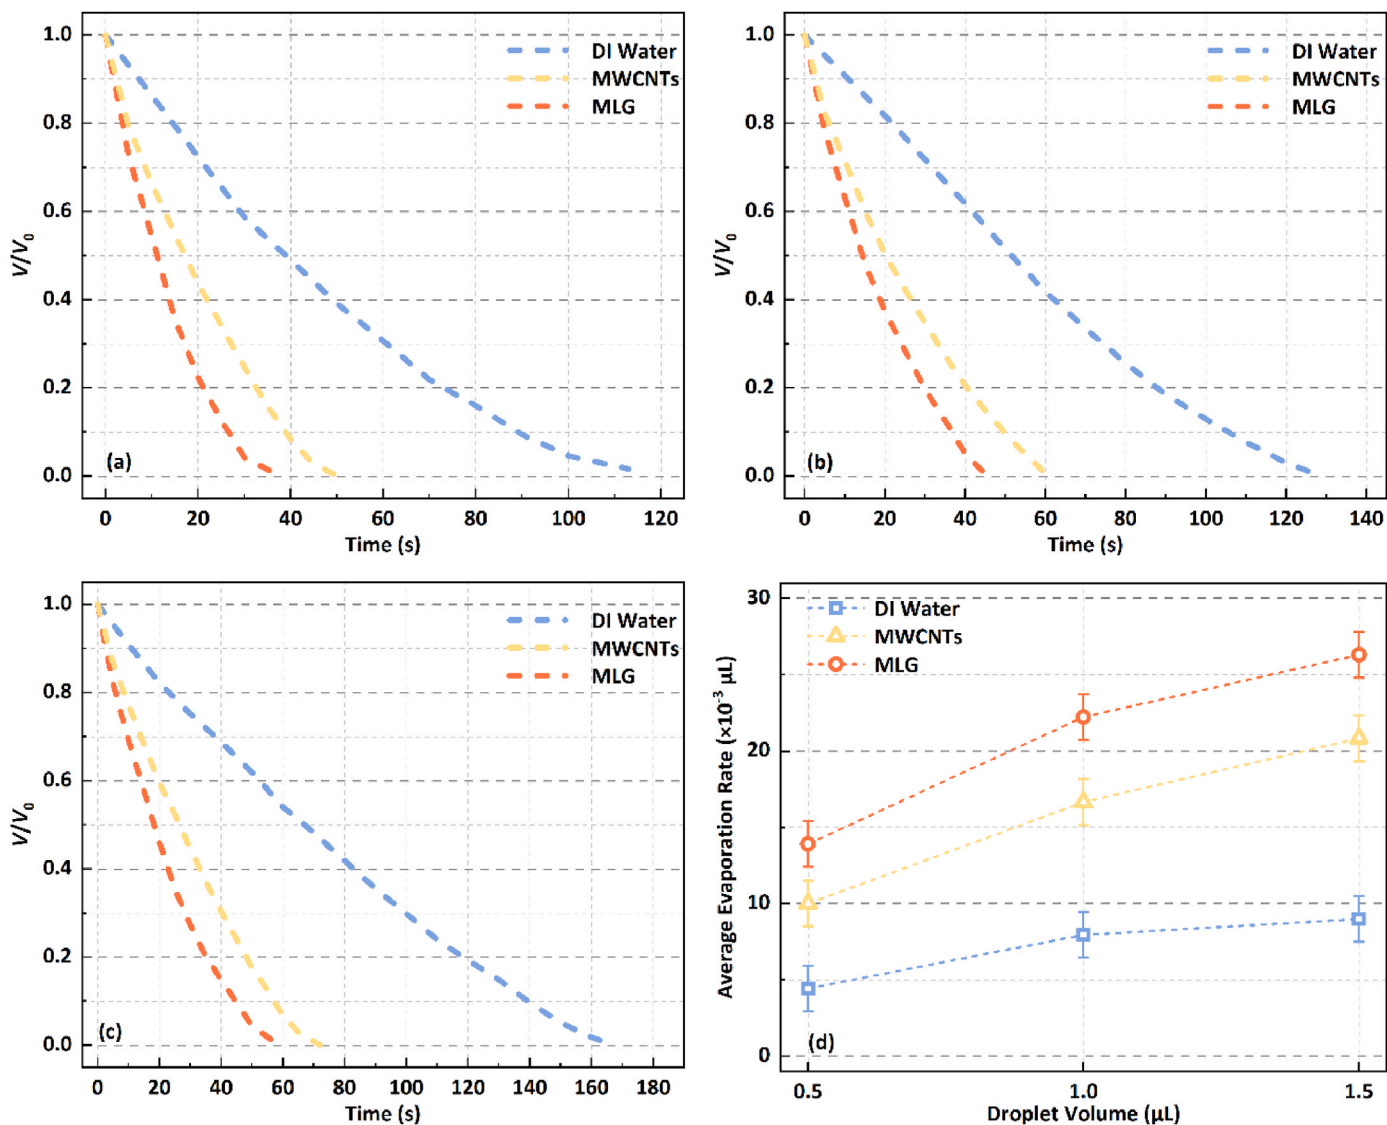 DI Water
MWCNTs
MLG
1.0
0.8
0.6
0.4
0.2
0.0
V/V0
(a)
0 20 40 60 80 100 120
Time (s)
DI Water
MWCNTs
MLG
1.0
0.8
0.6
0.4
0.2
0.0
V/V0
(b)
0 20 40 60 80 100 120 140
Time (s)
DI Water
MWCNTs
MLG
1.0
0.8
0.6
0.4
0.2
0.0
V/V0
(c)
0 20 40 60 80 100 120 140 160 180
Time (s)
DI Water
MWCNTs
MLG
30
20
10
0
Average Evaporation Rate (×10⁻³ μL)
(d)
0.5 1.0 1.5
Droplet Volume (μL)